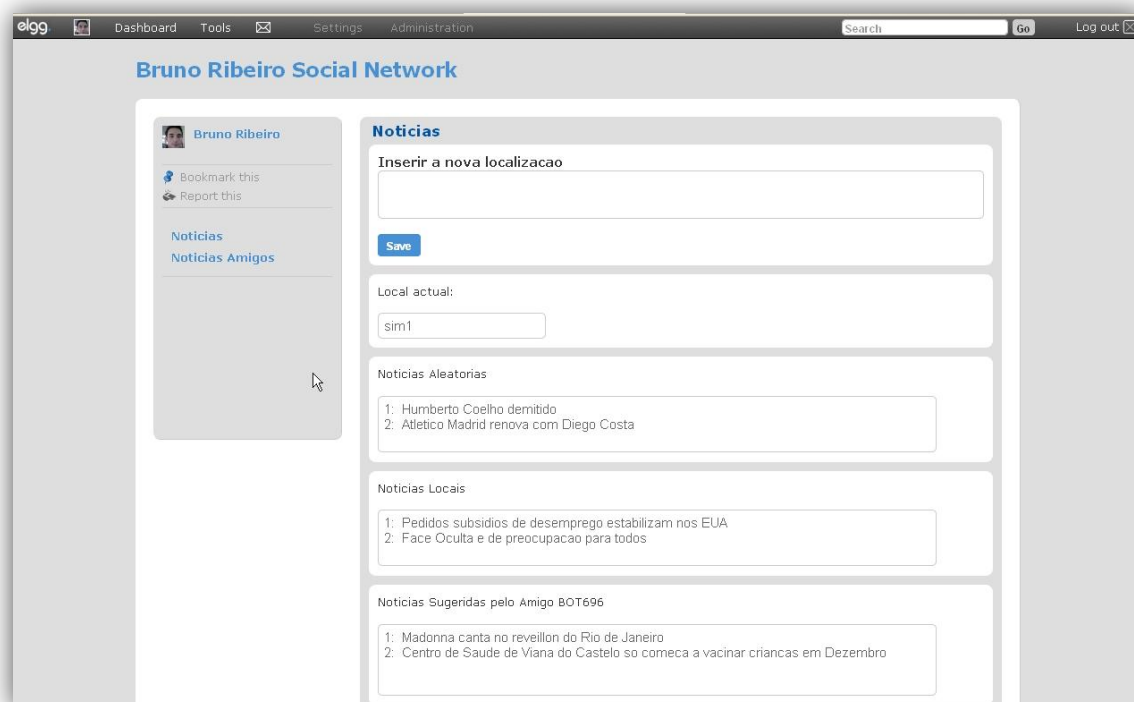 elgg. Dashboard Tools Settings Administration Search Go Log out
Bruno Ribeiro Social Network
Bruno Ribeiro
Bookmark this
Report this
Noticias
Noticias Amigos
Noticias
Inserir a nova localizacao
Save
Local actual:
sim1
Noticias Aleatorias
1: Humberto Coelho demitido
2: Atletico Madrid renova com Diego Costa
Noticias Locais
1: Pedidos subsidios de desemprego estabilizam nos EUA
2: Face Oculta e de preocupacao para todos
Noticias Sugeridas pelo Amigo BOT696
1: Madonna canta no reveillon do Rio de Janeiro
2: Centro de Saude de Viana do Castelo so comeca a vacinar criancas em Dezembro